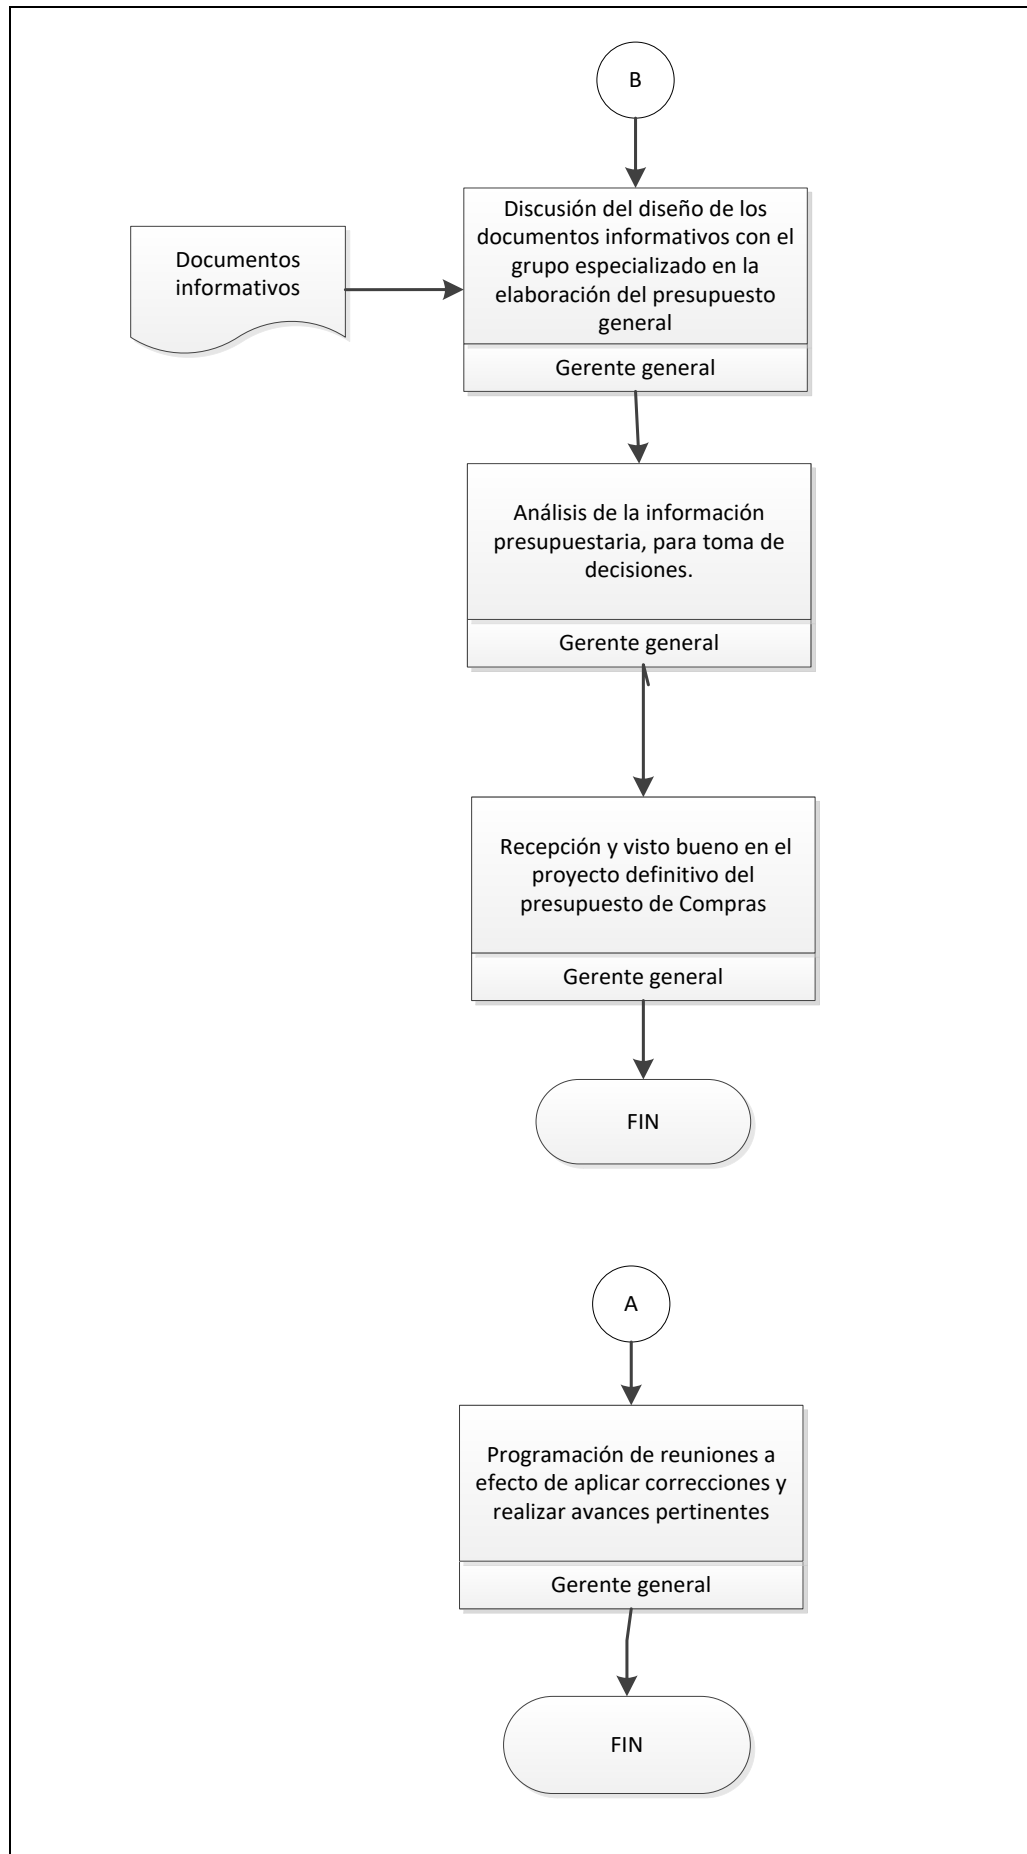 B
Discusión del diseño de los
documentos informativos con el
grupo especializado en la
elaboración del presupuesto
general
Gerente general
Documentos
informativos
Análisis de la información
presupuestaria, para toma de
decisiones.
Gerente general
Recepción y visto bueno en el
proyecto definitivo del
presupuesto de Compras
Gerente general
FIN
A
Programación de reuniones a
efecto de aplicar correcciones y
realizar avances pertinentes
Gerente general
FIN